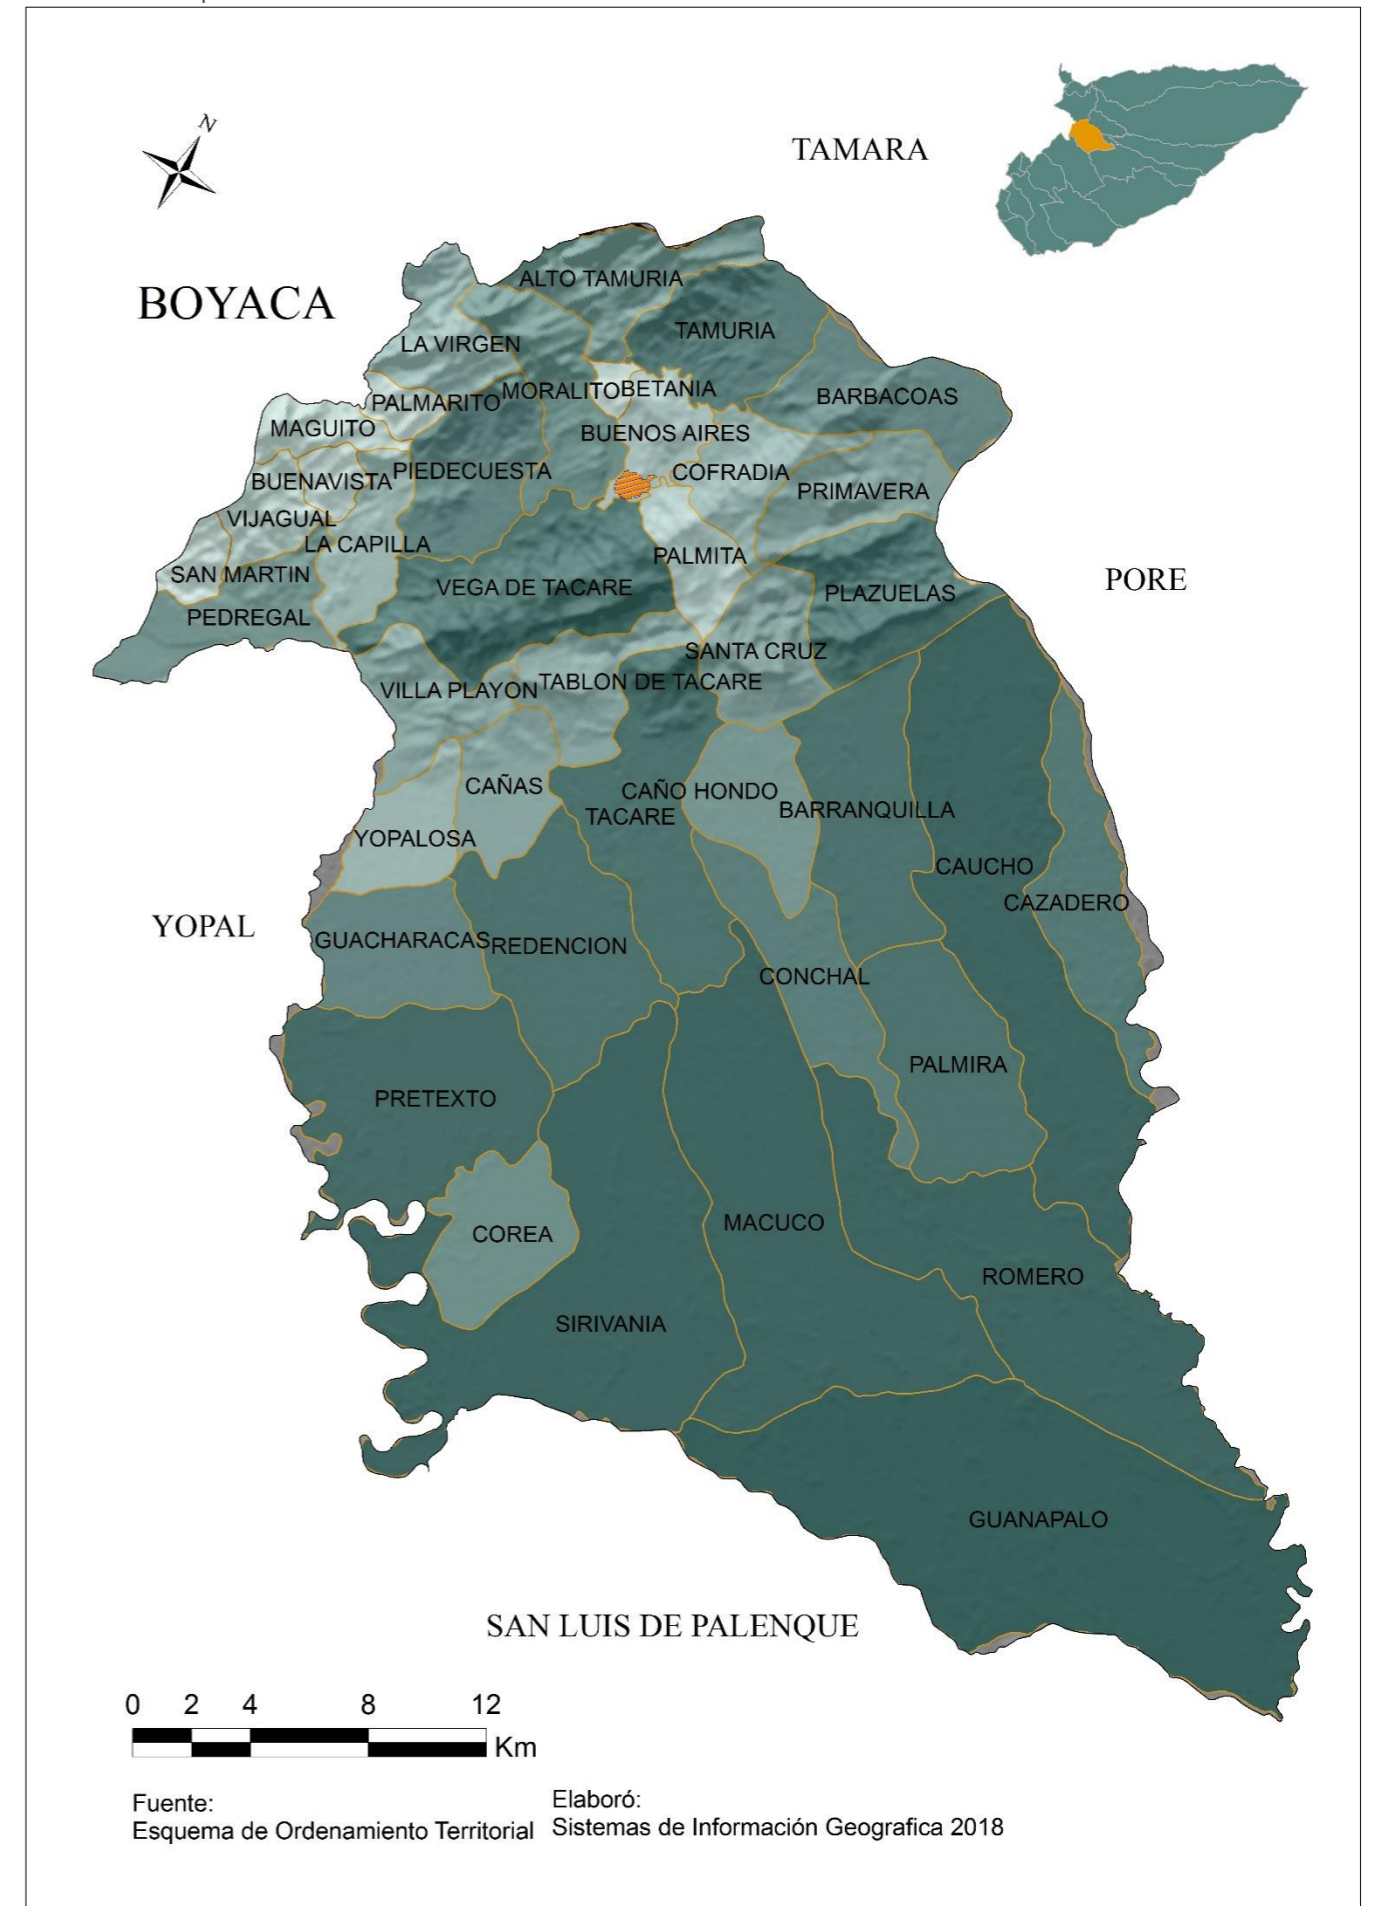 N
TAMARA
BOYACA
ALTO TAMURIA
TAMURIA
LA VIRGEN
MORALITO
BETANIA
BARBACOAS
PALMARITO
MAGUITO
BUENOS AIRES
PIEDECUESTA
COFRADIA
BUENAVISTA
PRIMAVERA
VIJAGUAL
LA CAPILLA
PALMITA
SAN MARTIN
PORE
VEGA DE TACARE
PLAZUELAS
PEDREGAL
SANTA CRUZ
VILLA PLAYON
TABLON DE TACARE
CAÑAS
CAÑO HONDO
TACARE
BARRANQUILLA
YOPALOSA
CAUCHO
CAZADERO
YOPAL
GUACHARACAS
REDENCION
CONCHAL
PALMIRA
PRETEXTO
MACUCO
COREA
ROMERO
SIRIVANIA
GUANAPALO
SAN LUIS DE PALENQUE
0 2 4 8 12
Km
Fuente:
Esquema de Ordenamiento Territorial
Elaboró:
Sistemas de Información Geografica 2018